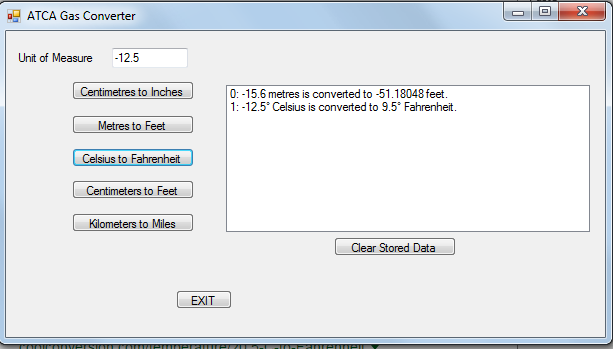 ATCA Gas Converter
Unit of Measure
-12.5
Centimetres to Inches
Metres to Feet
Celsius to Fahrenheit
Centimeters to Feet
Kilometers to Miles
0: -15.6 metres is converted to -51.18048 feet.
1: -12.5° Celsius is converted to 9.5° Fahrenheit.
Clear Stored Data
EXIT